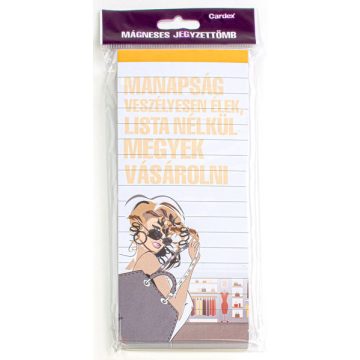 Cardex
MÁGNESES JEGYZETTÖMB
MANAPSÁG
VESZÉLYESEN ÉLEK,
LISTA NÉLKÜL
MEGYEK
VÁSÁROLNI